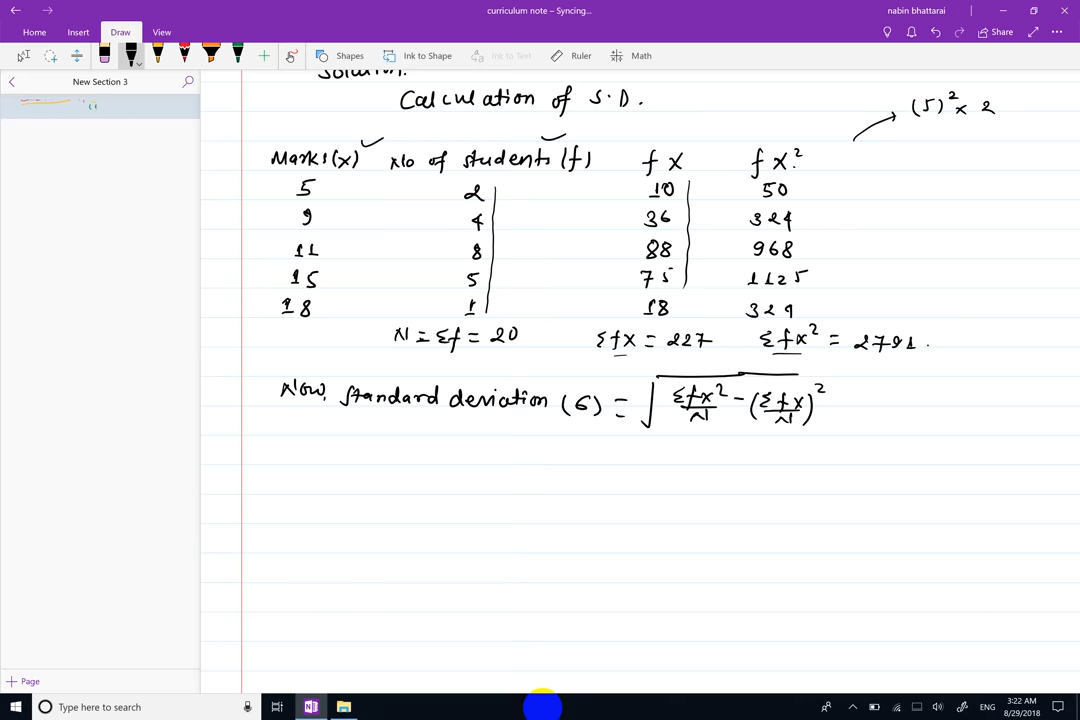 curriculum note – Syncing...
nabin bhattarai
Home Insert Draw View
Share
Shapes Ink to Shape Ink to Text Ruler Math
New Section 3
Solution:
Calculation of S.D.
(5)² x 2
Marks(x) No of students (f) fx fx²
5 2 10 50
9 4 36 324
11 8 88 968
15 5 75 1125
18 1 18 324
N = Σf = 20 Σfx = 227 Σfx² = 2791.
Now, Standard deviation (σ) = √ Σfx²/N - (Σfx/N)²
Page
Type here to search
ENG
3:22 AM
8/29/2018